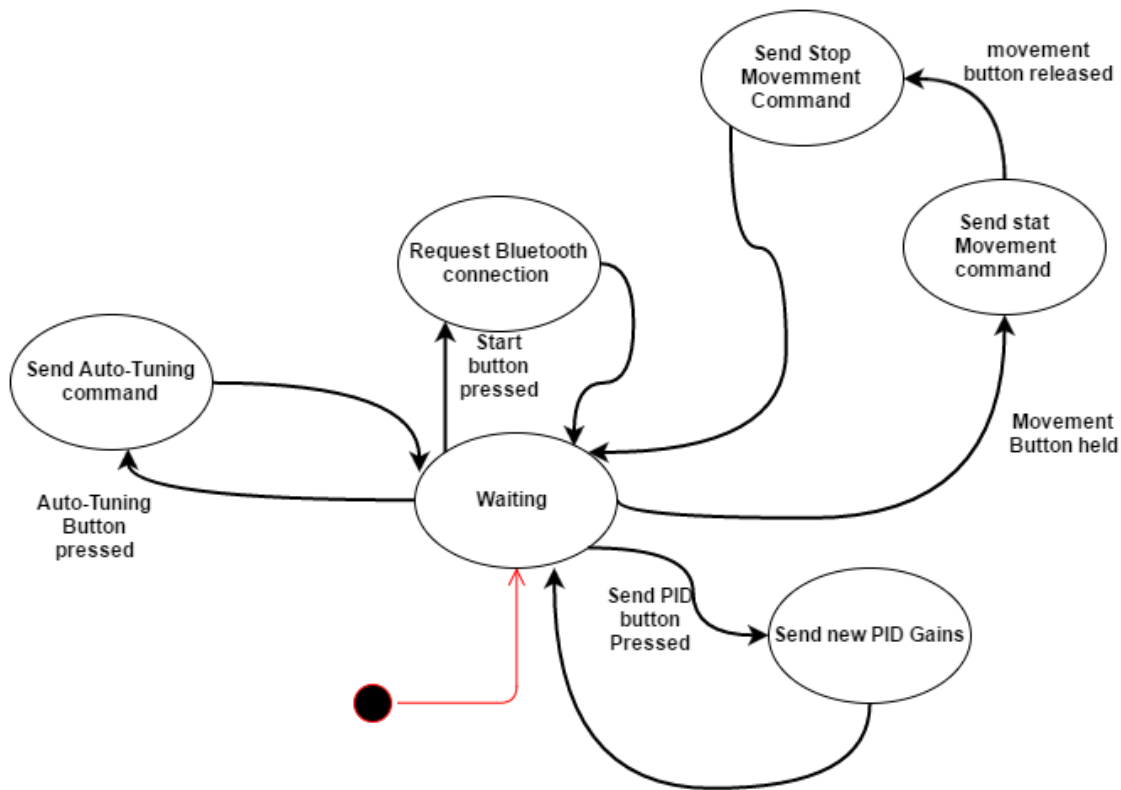 Send Stop
Movemment
Command
movement
button released
Send stat
Movement
command
Request Bluetooth
connection
Start
button
pressed
Send Auto-Tuning
command
Movement
Button held
Auto-Tuning
Button
pressed
Waiting
Send PID
button
Pressed
Send new PID Gains